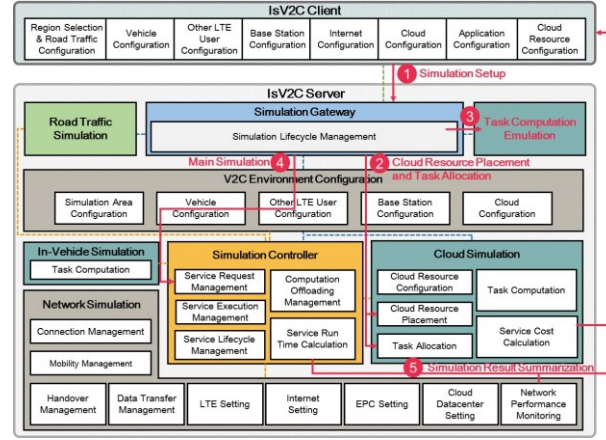 IsV2C Client
Region Selection
& Road Traffic
Configuration
Vehicle
Configuration
Other LTE
User
Configuration
Base Station
Configuration
Internet
Configuration
Cloud
Configuration
Application
Configuration
Cloud
Resource
Configuration
1 Simulation Setup
IsV2C Server
Road Traffic
Simulation
Simulation Gateway
Simulation Lifecycle Management
3
Task Computation
Emulation
Main Simulation 4
2 Cloud Resource Placement
and Task Allocation
V2C Environment Configuration
Simulation Area
Configuration
Vehicle
Configuration
Other LTE User
Configuration
Base Station
Configuration
Cloud
Configuration
In-Vehicle Simulation
Task Computation
Simulation Controller
Service Request
Management
Service Execution
Management
Service Lifecycle
Management
Computation
Offloading
Management
Service Run
Time Calculation
Cloud Simulation
Cloud Resource
Configuration
Cloud Resource
Placement
Task Allocation
Task Computation
Service Cost
Calculation
Network Simulation
Connection Management
Mobility Management
5 Simulation Result Summarization
Handover
Management
Data Transfer
Management
LTE Setting
Internet
Setting
EPC Setting
Cloud
Datacenter
Setting
Network
Performance
Monitoring